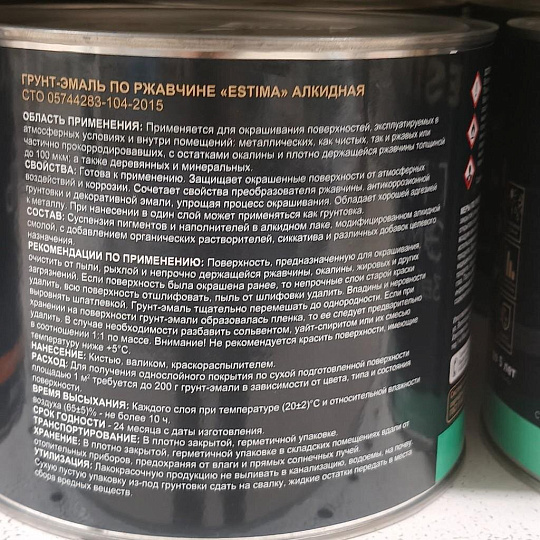 ГРУНТ-ЭМАЛЬ ПО РЖАВЧИНЕ «ESTIMA» АЛКИДНАЯ
СТО 05744283-104-2015
ОБЛАСТЬ ПРИМЕНЕНИЯ: Применяется для окрашивания поверхностей, эксплуатируемых в
атмосферных условиях и внутри помещений: металлических, как чистых, так и ржавых или
частично прокорродировавших, с остатками окалины и плотно держащейся ржавчины толщиной
до 100 мкм; а также деревянных и минеральных.
СВОЙСТВА: Готова к применению. Защищает окрашенные поверхности от атмосферных
воздействий и коррозии. Сочетает свойства преобразователя ржавчины, антикоррозионной
грунтовки и декоративной эмали, упрощая процесс окрашивания. Обладает хорошей адгезией
к металлу. При нанесении в один слой может применяться как грунтовка.
СОСТАВ: Суспензия пигментов и наполнителей в алкидном лаке, модифицированном алкидной
смолой, с добавлением органических растворителей, сиккатива и различных добавок целевого
назначения.
РЕКОМЕНДАЦИИ ПО ПРИМЕНЕНИЮ: Поверхность, предназначенную для окрашивания,
очистить от пыли, рыхлой и непрочно держащейся ржавчины, окалины, жировых и других
загрязнений. Если поверхность была окрашена ранее, то непрочные слои старой краски
удалить, всю поверхность отшлифовать, пыль от шлифовки удалить. Впадины и неровности
выровнять шпатлевкой. Грунт-эмаль тщательно перемешать до однородности. Если при
хранении на поверхности грунт-эмали образовалась пленка, то ее следует предварительно
удалить. В случае необходимости разбавить сольвентом, уайт-спиритом или их смесью
в соотношении 1:1 по массе. Внимание! Не рекомендуется красить поверхности, имеющие
температуру ниже +5°С.
НАНЕСЕНИЕ: Кистью, валиком, краскораспылителем.
РАСХОД: Для получения однослойного покрытия по сухой подготовленной поверхности
площадью 1 м² требуется до 200 г грунт-эмали в зависимости от цвета, типа и состояния
поверхности.
ВРЕМЯ ВЫСЫХАНИЯ: Каждого слоя при температуре (20±2)°С и относительной влажности
воздуха (65±5)% - не более 10 ч.
СРОК ГОДНОСТИ - 24 месяца с даты изготовления.
ТРАНСПОРТИРОВАНИЕ: В плотно закрытой, герметичной упаковке.
ХРАНЕНИЕ: В плотно закрытой, герметичной упаковке в складских помещениях вдали от
отопительных приборов, предохраняя от влаги и прямых солнечных лучей.
УТИЛИЗАЦИЯ: Лакокрасочную продукцию не выливать в канализацию, водоемы, на почву.
Сухую пустую упаковку из-под грунтовки сдать на свалку, жидкие остатки передать в места
сбора вредных веществ.